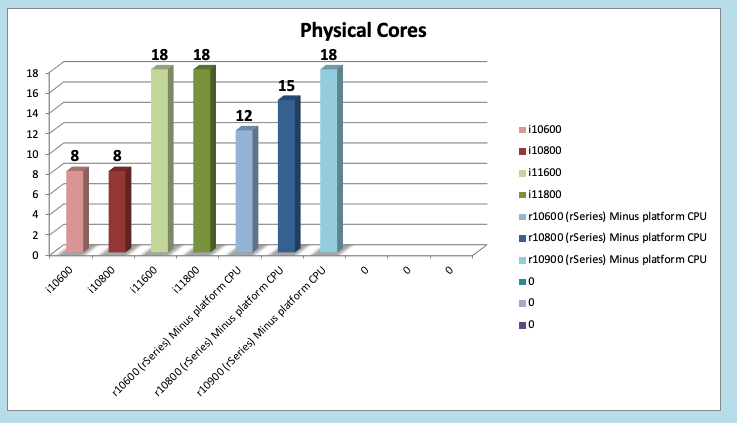 Physical Cores
18
18
18
15
12
8
8
18
16
14
12
10
8
6
4
2
0
i10600
i10800
i11600
i11800
r10600 (rSeries) Minus platform CPU
r10800 (rSeries) Minus platform CPU
r10900 (rSeries) Minus platform CPU
0
0
0
i10600
i10800
i11600
i11800
r10600 (rSeries) Minus platform CPU
r10800 (rSeries) Minus platform CPU
r10900 (rSeries) Minus platform CPU
0
0
0